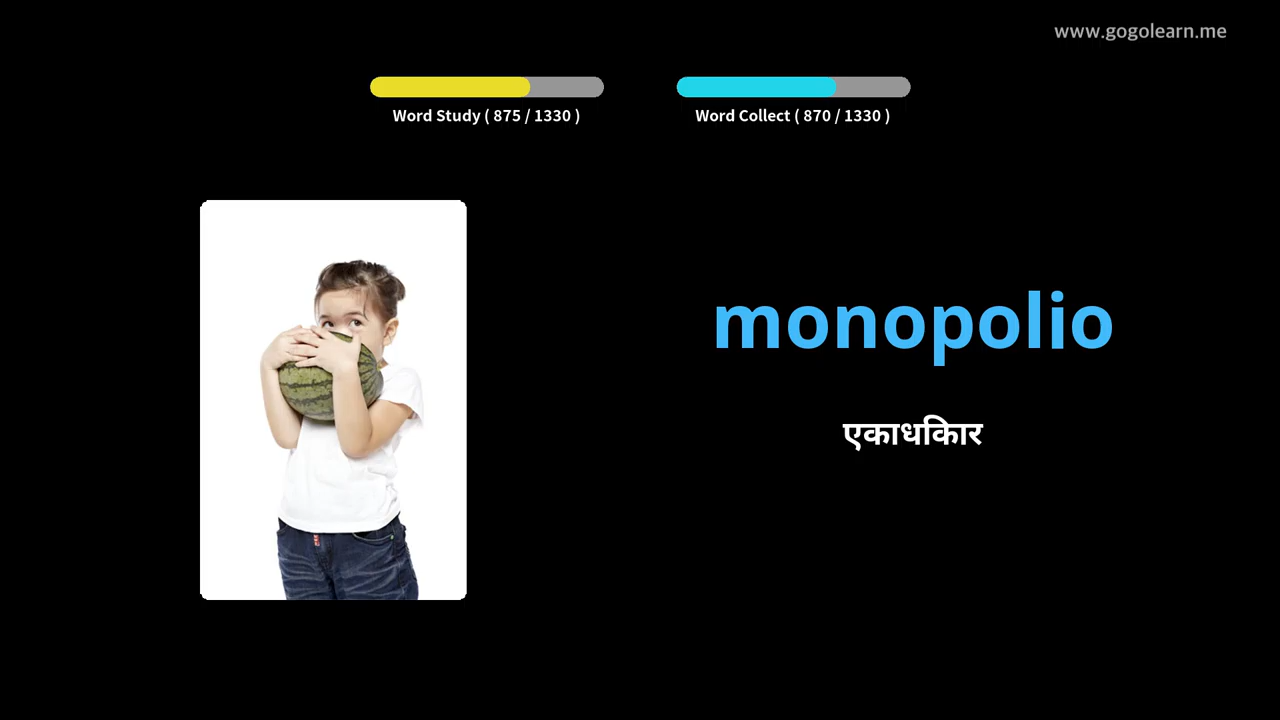 www.gogolearn.me
Word Study ( 875 / 1330 )
Word Collect ( 870 / 1330 )
monopolio
एकाधिकार